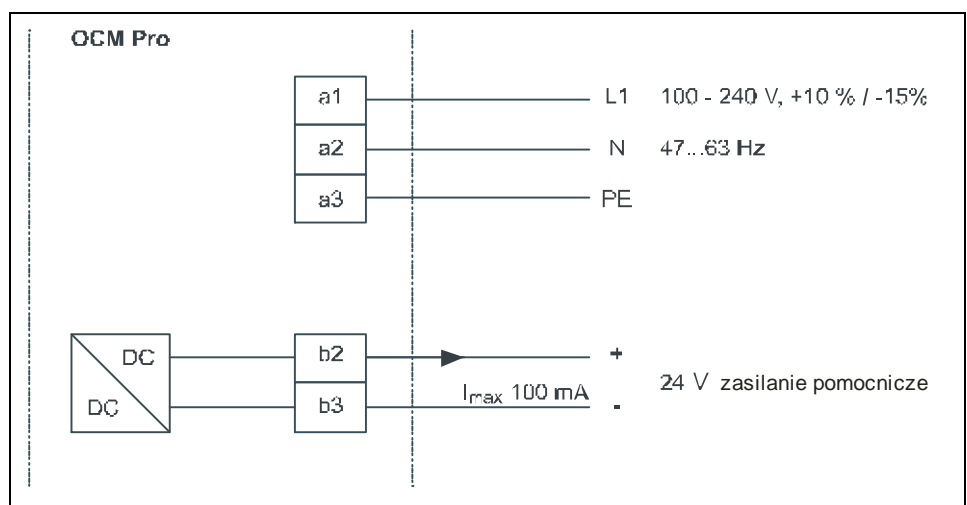 OCM Pro
a1 L1 100 - 240 V, +10 % / -15%
a2 N 47...63 Hz
a3 PE
DC b2 +
24 V zasilanie pomocnicze
Imax 100 mA
DC b3 -